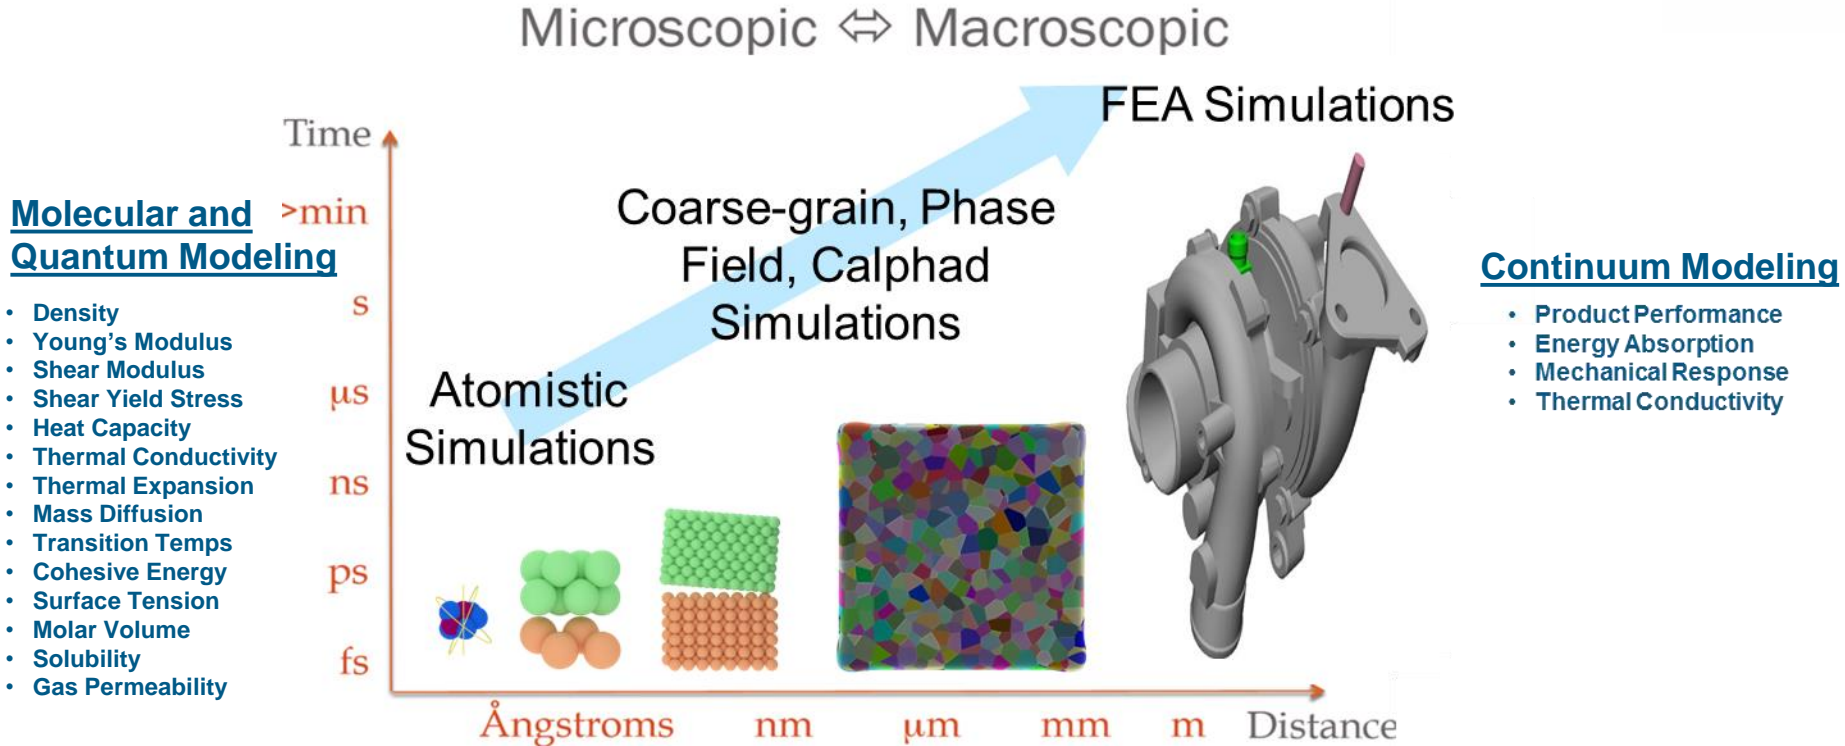 Microscopic ⇔ Macroscopic
FEA Simulations
Coarse-grain, Phase
Field, Calphad
Simulations
Atomistic
Simulations
Time
>min
s
μs
ns
ps
fs
Ångstroms
nm
μm
mm
m
Distance
Molecular and
Quantum Modeling
• Density
• Young’s Modulus
• Shear Modulus
• Shear Yield Stress
• Heat Capacity
• Thermal Conductivity
• Thermal Expansion
• Mass Diffusion
• Transition Temps
• Cohesive Energy
• Surface Tension
• Molar Volume
• Solubility
• Gas Permeability
Continuum Modeling
• Product Performance
• Energy Absorption
• Mechanical Response
• Thermal Conductivity